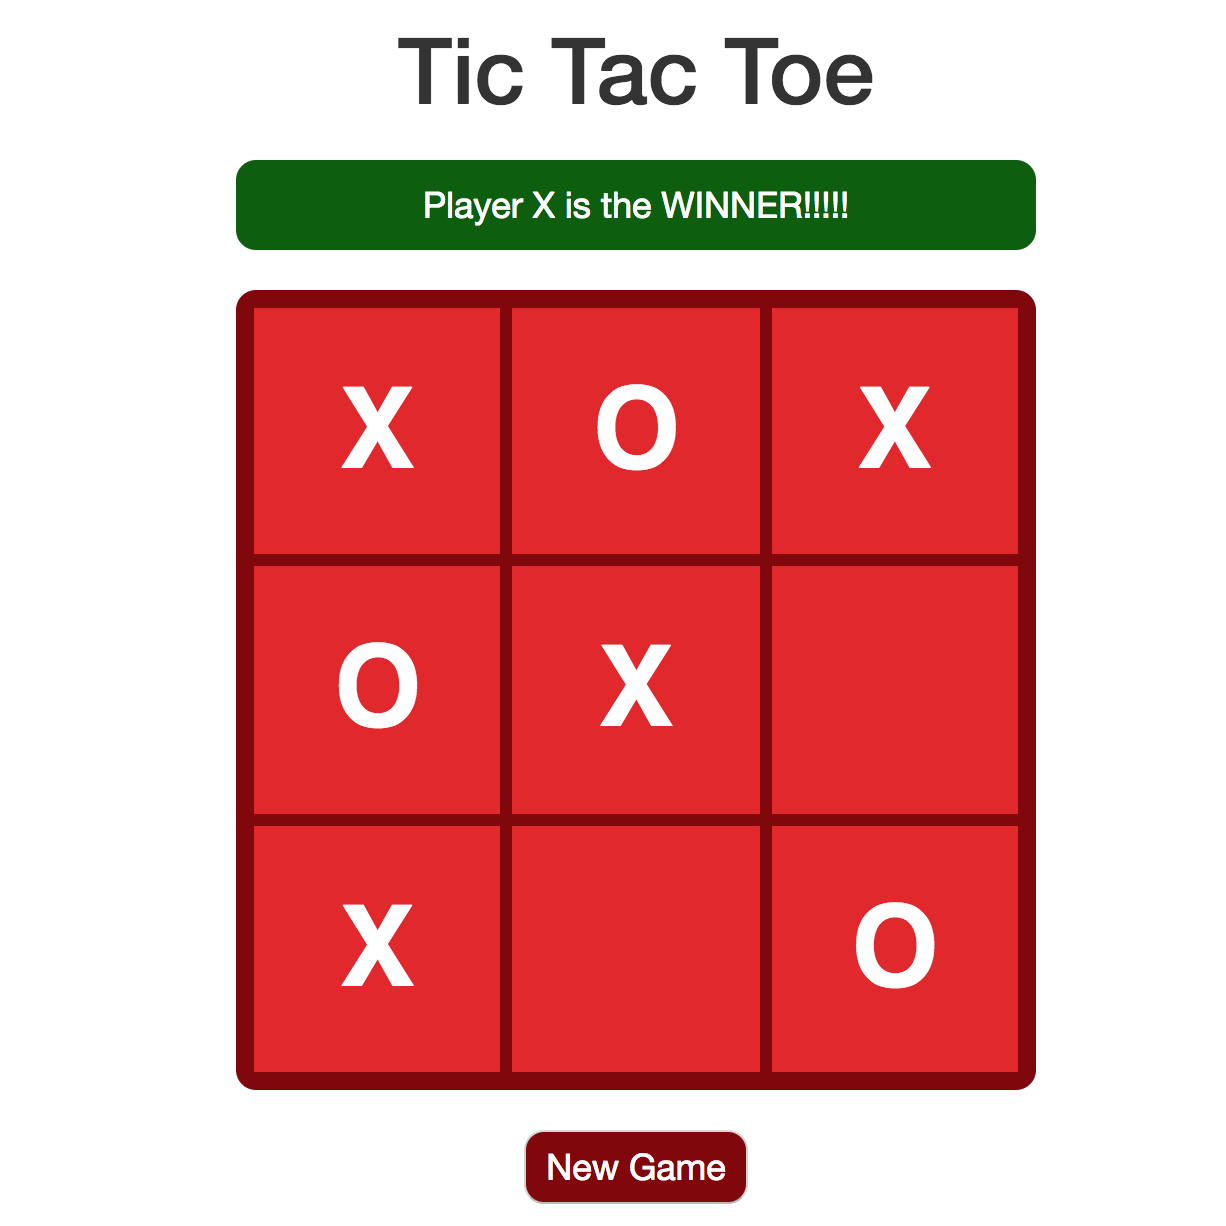 Tic Tac Toe
Player X is the WINNER!!!!!
X O X
O X
X O
New Game